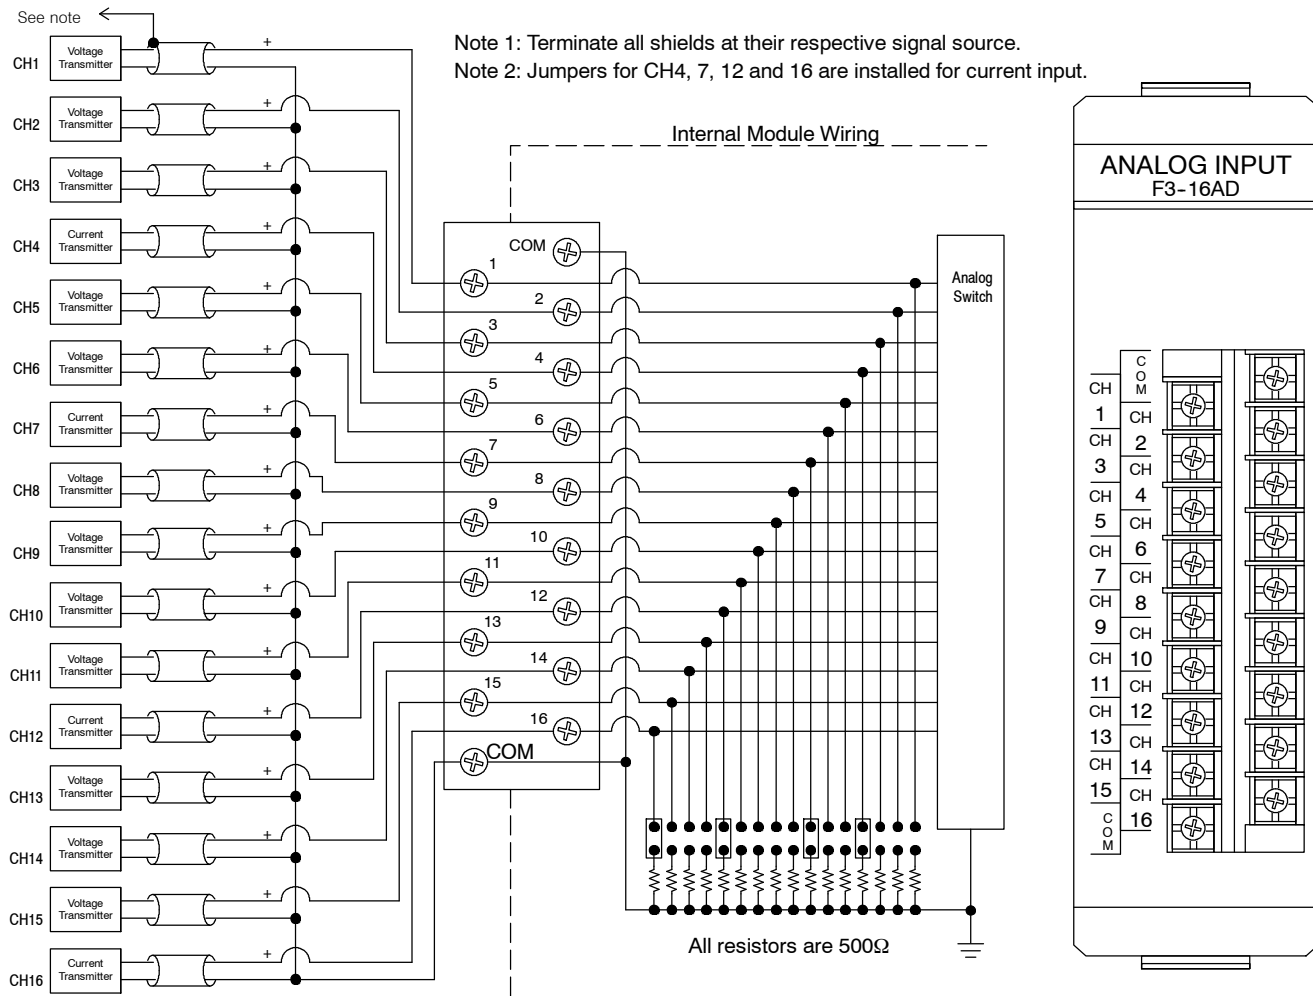 See note
Note 1: Terminate all shields at their respective signal source.
Note 2: Jumpers for CH4, 7, 12 and 16 are installed for current input.
Internal Module Wiring
CH1
Voltage
Transmitter
+
CH2
Voltage
Transmitter
+
CH3
Voltage
Transmitter
+
CH4
Current
Transmitter
+
CH5
Voltage
Transmitter
+
CH6
Voltage
Transmitter
+
CH7
Current
Transmitter
+
CH8
Voltage
Transmitter
+
CH9
Voltage
Transmitter
+
CH10
Voltage
Transmitter
+
CH11
Voltage
Transmitter
+
CH12
Current
Transmitter
+
CH13
Voltage
Transmitter
+
CH14
Voltage
Transmitter
+
CH15
Voltage
Transmitter
+
CH16
Current
Transmitter
+
COM
1
2
3
4
5
6
7
8
9
10
11
12
13
14
15
16
COM
Analog
Switch
All resistors are 500Ω
ANALOG INPUT
F3-16AD
COM
CH
1
CH
2
CH
3
CH
4
CH
5
CH
6
CH
7
CH
8
CH
9
CH
10
CH
11
CH
12
CH
13
CH
14
CH
15
CH
16
COM